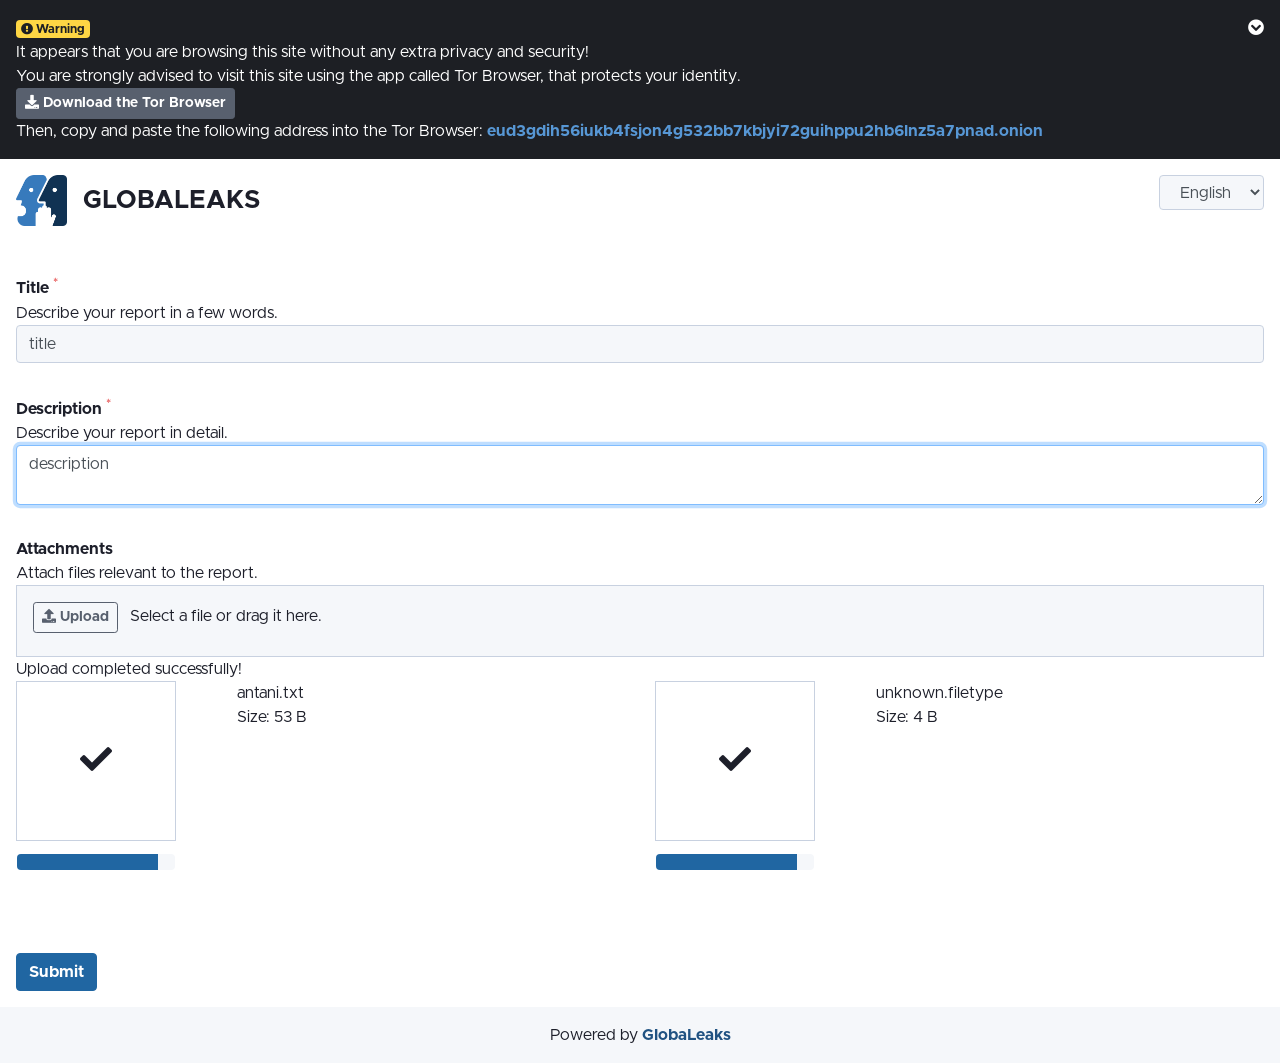 Warning
It appears that you are browsing this site without any extra privacy and security!
You are strongly advised to visit this site using the app called Tor Browser, that protects your identity.
Download the Tor Browser
Then, copy and paste the following address into the Tor Browser: eud3gdih56iukb4fsjon4g532bb7kbjyi72guihppu2hb6lnz5a7pnad.onion
GLOBALEAKS
English
Title *
Describe your report in a few words.
title
Description *
Describe your report in detail.
description
Attachments
Attach files relevant to the report.
Upload Select a file or drag it here.
Upload completed successfully!
antani.txt
Size: 53 B
unknown.filetype
Size: 4 B
Submit
Powered by GlobaLeaks